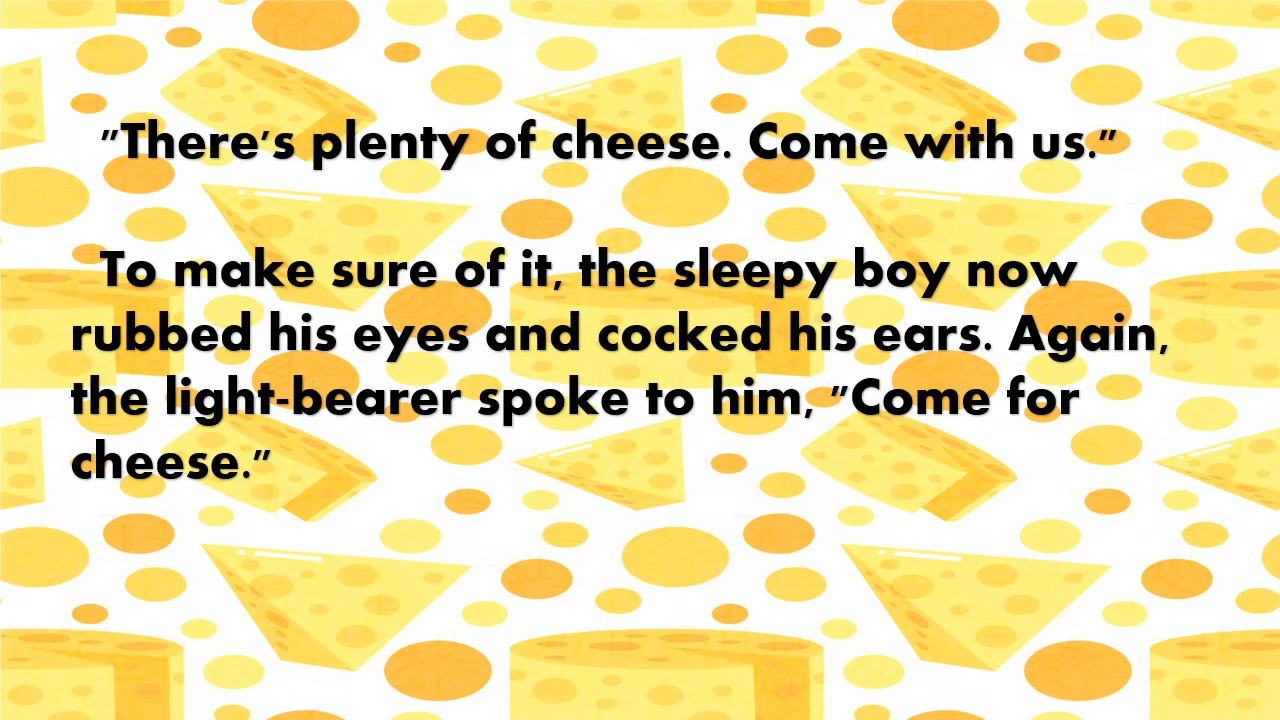 "There's plenty of cheese. Come with us."
To make sure of it, the sleepy boy now
rubbed his eyes and cocked his ears. Again,
the light-bearer spoke to him, "Come for
cheese."